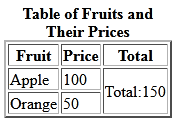 Table of Fruits and
Their Prices
Fruit Price Total
Apple 100
Total:150
Orange 50